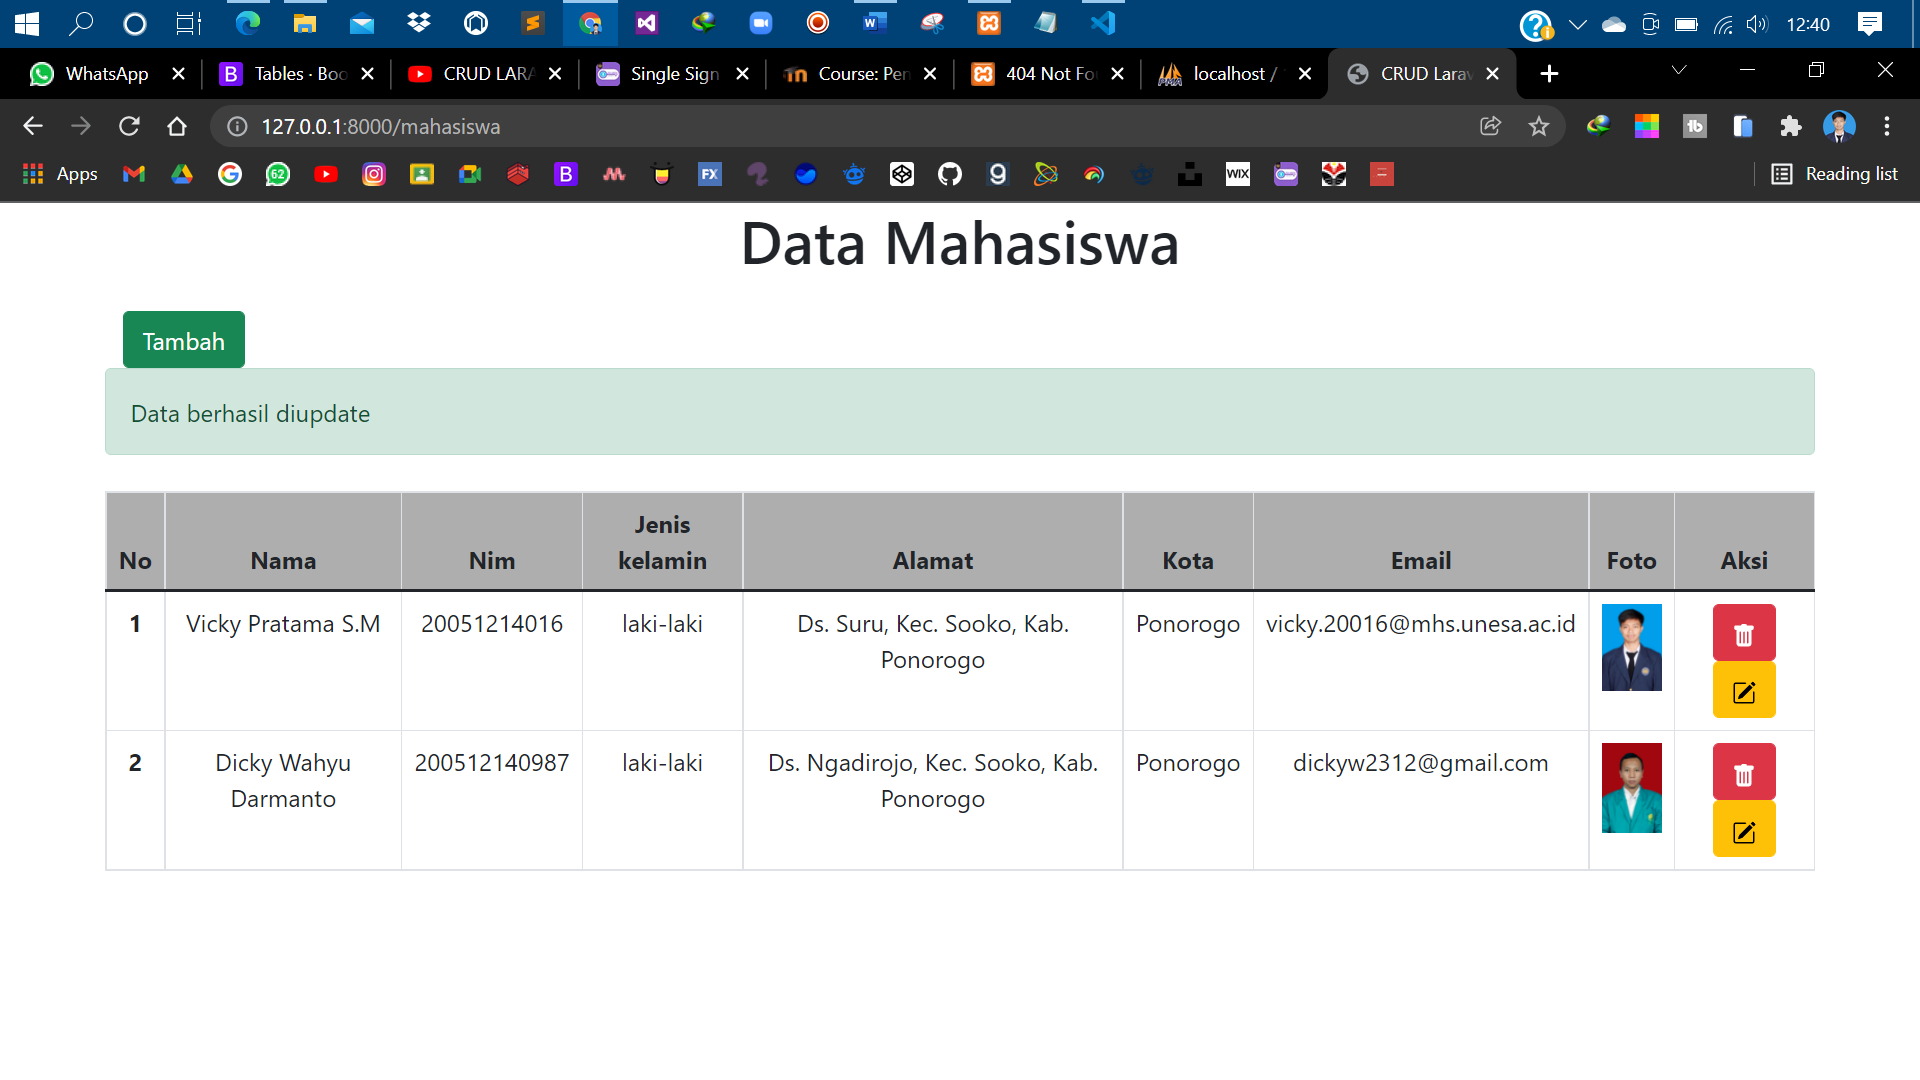 12:40
WhatsApp
Tables · Boo
CRUD LARA
Single Sign
Course: Pen
404 Not Fou
localhost /
CRUD Larav
127.0.0.1:8000/mahasiswa
Apps
62
FX
WIX
Reading list
Data Mahasiswa
Tambah
Data berhasil diupdate
No Nama Nim Jenis kelamin Alamat Kota Email Foto Aksi
1 Vicky Pratama S.M 20051214016 laki-laki Ds. Suru, Kec. Sooko, Kab. Ponorogo Ponorogo vicky.20016@mhs.unesa.ac.id
2 Dicky Wahyu Darmanto 200512140987 laki-laki Ds. Ngadirojo, Kec. Sooko, Kab. Ponorogo Ponorogo dickyw2312@gmail.com